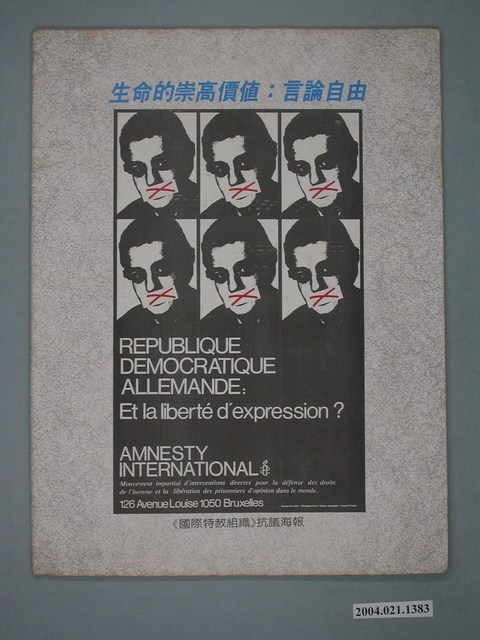 生命的崇高價値：言論自由
REPUBLIQUE
DEMOCRATIQUE
ALLEMANDE:
Et la liberté d'expression ?
AMNESTY
INTERNATIONAL
Mouvement impartial d'interventions directes pour la défense des droits
de l'homme et la libération des prisonniers d'opinion dans le monde.
126 Avenue Louise 1050 Bruxelles
《國際特赦組織》抗議海報
2004.021.1383